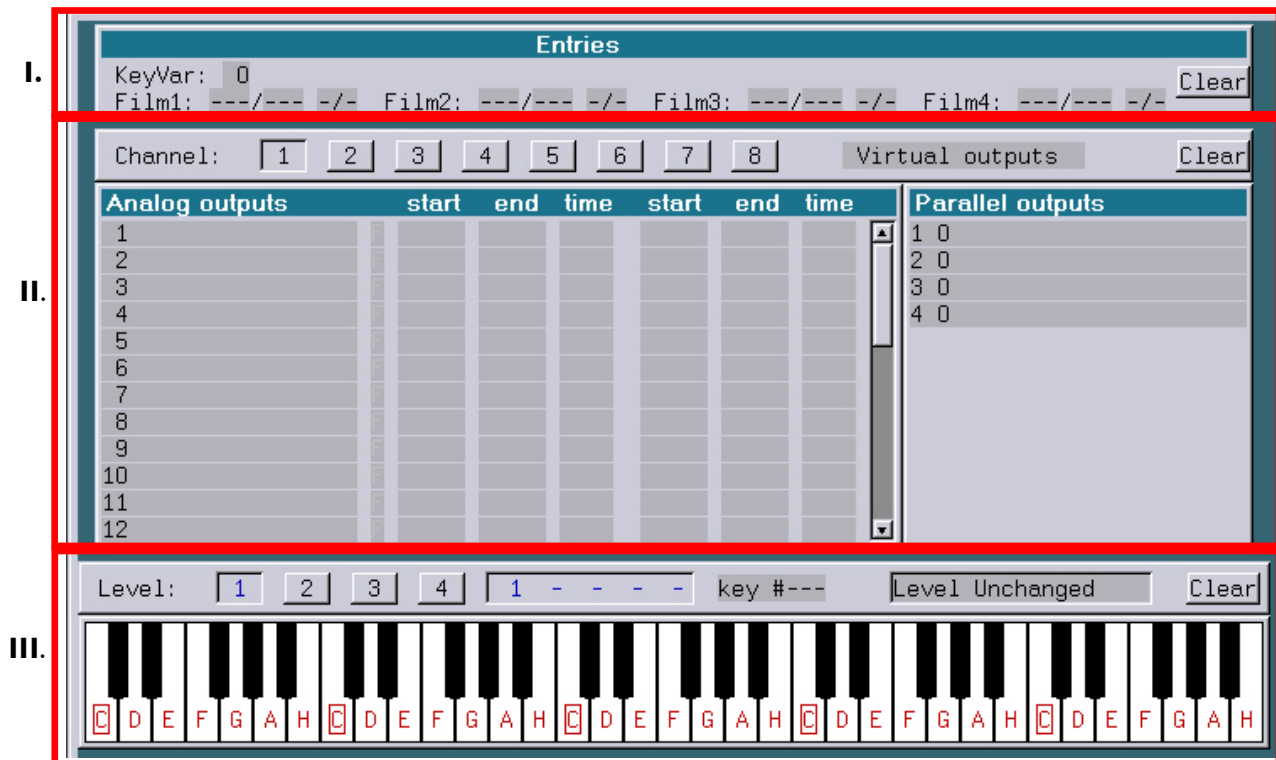 I.
Entries
KeyVar: 0
Clear
Film1: ---/--- -/- Film2: ---/--- -/- Film3: ---/--- -/- Film4: ---/--- -/-
II.
Channel: 1 2 3 4 5 6 7 8 Virtual outputs Clear
Analog outputs start end time start end time Parallel outputs
1 1 0
2 2 0
3 3 0
4 4 0
5
6
7
8
9
10
11
12
III.
Level: 1 2 3 4 1 - - - - key #--- Level Unchanged Clear
C D E F G A H C D E F G A H C D E F G A H C D E F G A H C D E F G A H